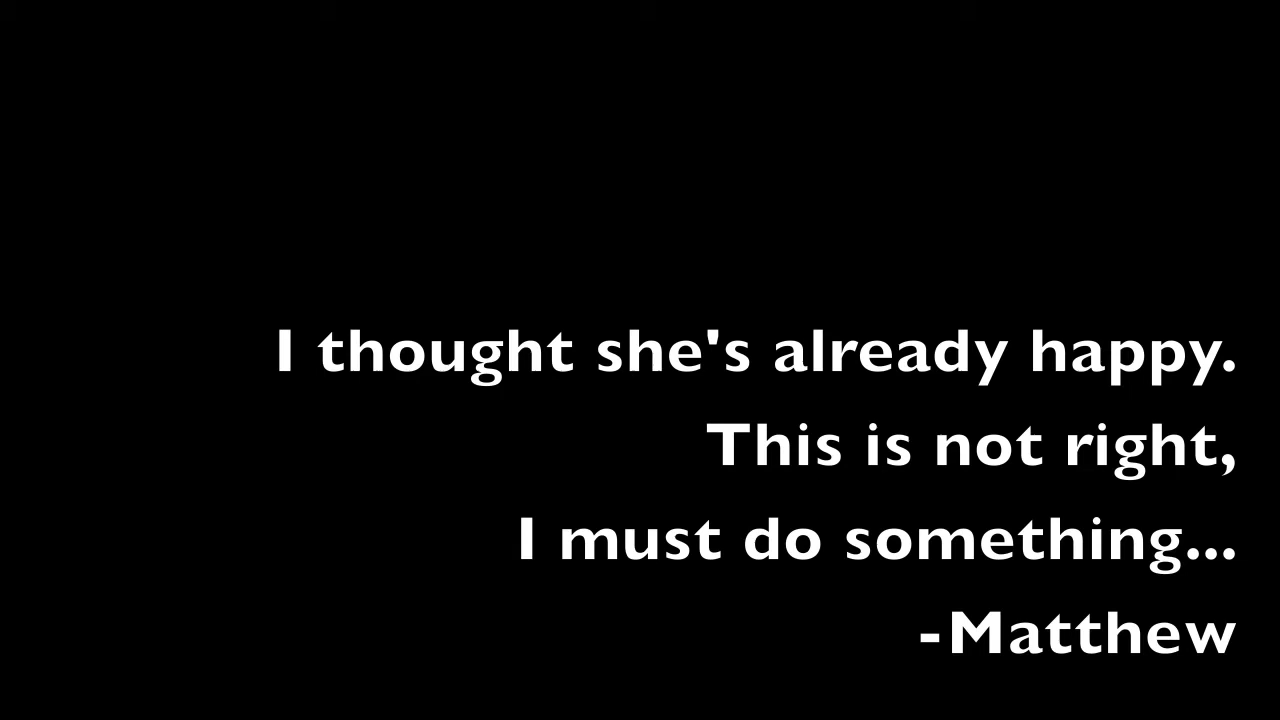 I thought she's already happy.
This is not right,
I must do something...
-Matthew